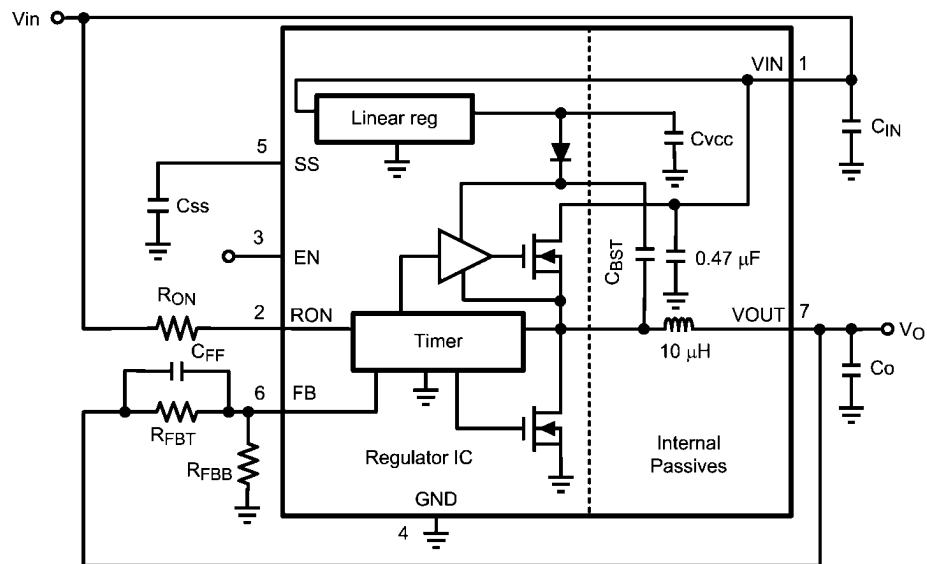 Vin
VIN
1
Linear reg
CIN
CVCC
5
SS
CSS
3
EN
CBST
0.47 μF
RON
2
RON
Timer
VOUT
7
VO
10 μH
CO
CFF
6
FB
RFBT
RFBB
Regulator IC
Internal
Passives
GND
4